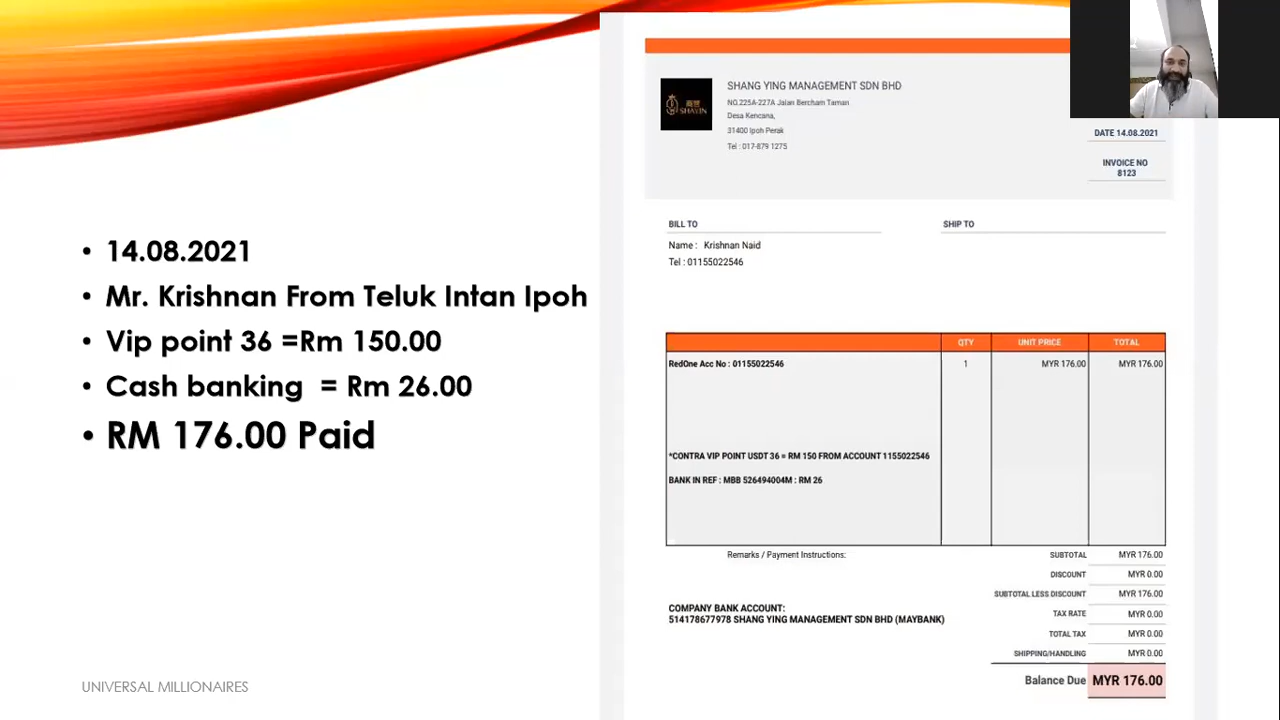 • 14.08.2021
• Mr. Krishnan From Teluk Intan Ipoh
• Vip point 36 =Rm 150.00
• Cash banking = Rm 26.00
• RM 176.00 Paid
UNIVERSAL MILLIONAIRES
SHAYIN
SHANG YING MANAGEMENT SDN BHD
NO.225A-227A Jalan Bercham Taman
Desa Kencana,
31400 Ipoh Perak
Tel : 017-879 1275
DATE 14.08.2021
INVOICE NO
8123
BILL TO
SHIP TO
Name : Krishnan Naid
Tel : 01155022546
QTY UNIT PRICE TOTAL
RedOne Acc No : 01155022546 1 MYR 176.00 MYR 176.00
*CONTRA VIP POINT USDT 36 = RM 150 FROM ACCOUNT 1155022546
BANK IN REF : MBB 526494004M : RM 26
Remarks / Payment Instructions:
SUBTOTAL MYR 176.00
DISCOUNT MYR 0.00
SUBTOTAL LESS DISCOUNT MYR 176.00
COMPANY BANK ACCOUNT:
514178677978 SHANG YING MANAGEMENT SDN BHD (MAYBANK)
TAX RATE MYR 0.00
TOTAL TAX MYR 0.00
SHIPPING/HANDLING MYR 0.00
Balance Due MYR 176.00